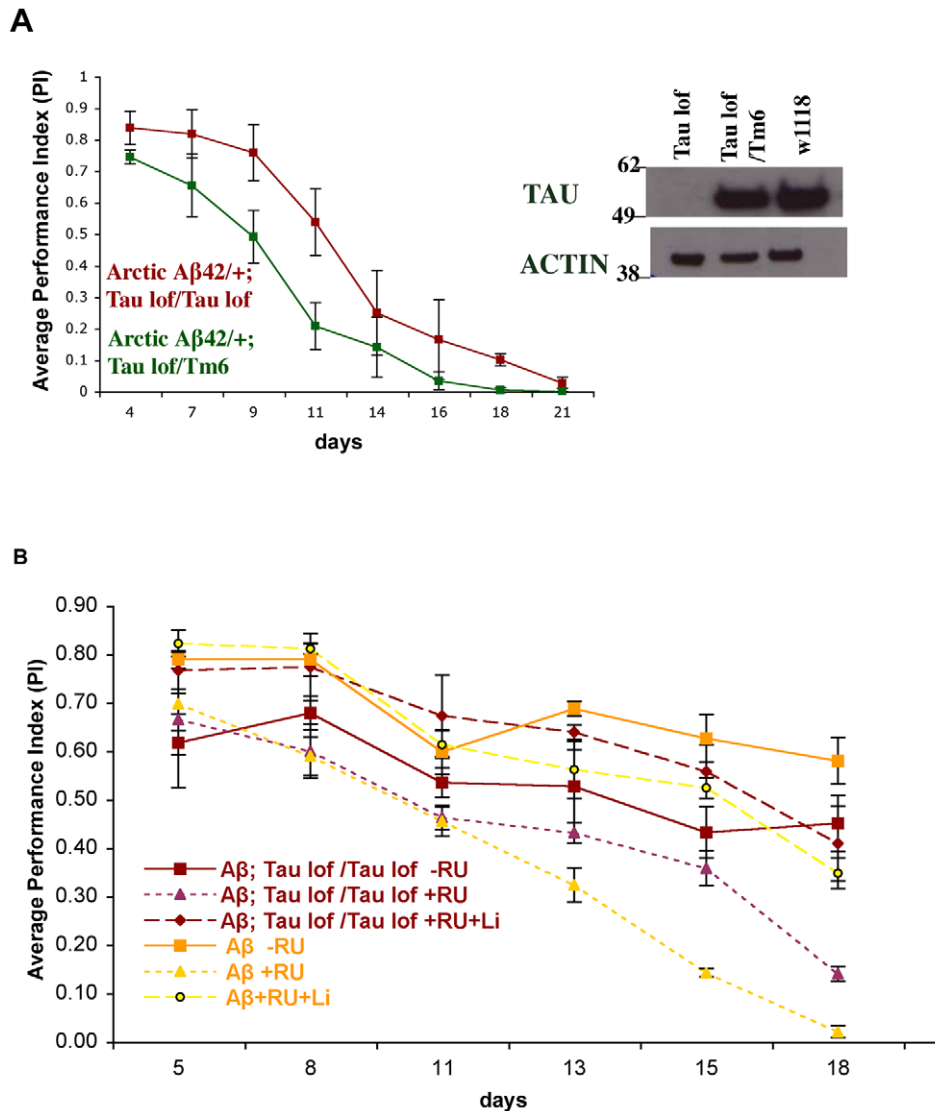 A
Average Performance Index (PI)
1
0.9
0.8
0.7
0.6
0.5
0.4
0.3
0.2
0.1
0
Arctic Aβ42/+;
Tau lof/Tau lof
Arctic Aβ42/+;
Tau lof/Tm6
4 7 9 11 14 16 18 21
days
Tau lof
Tau lof
/Tm6
w1118
62
TAU
49
ACTIN
38
B
Average Performance Index (PI)
0.90
0.80
0.70
0.60
0.50
0.40
0.30
0.20
0.10
0.00
Aβ; Tau lof /Tau lof -RU
Aβ; Tau lof /Tau lof +RU
Aβ; Tau lof /Tau lof +RU+Li
Aβ -RU
Aβ +RU
Aβ+RU+Li
5 8 11 13 15 18
days